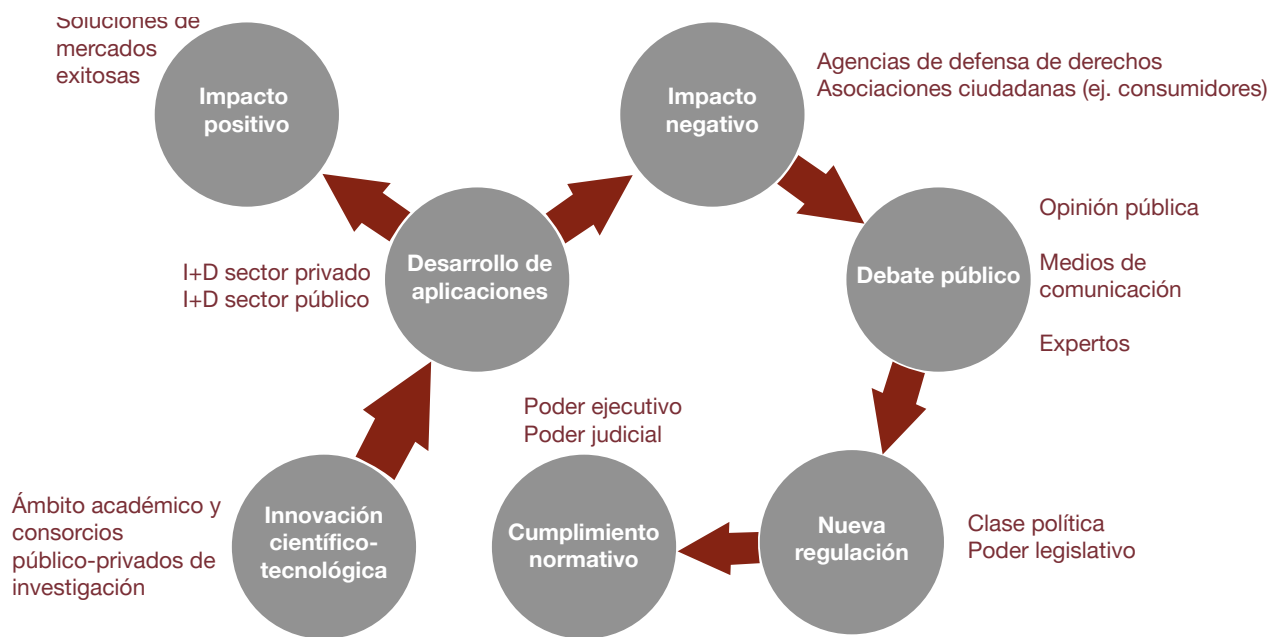 Soluciones de
mercados
exitosas
Impacto
positivo
Impacto
negativo
Agencias de defensa de derechos
Asociaciones ciudadanas (ej. consumidores)
I+D sector privado
I+D sector público
Desarrollo de
aplicaciones
Debate público
Opinión pública
Medios de
comunicación
Expertos
Ámbito académico y
consorcios
público-privados de
investigación
Innovación
científico-
tecnológica
Poder ejecutivo
Poder judicial
Cumplimiento
normativo
Nueva
regulación
Clase política
Poder legislativo